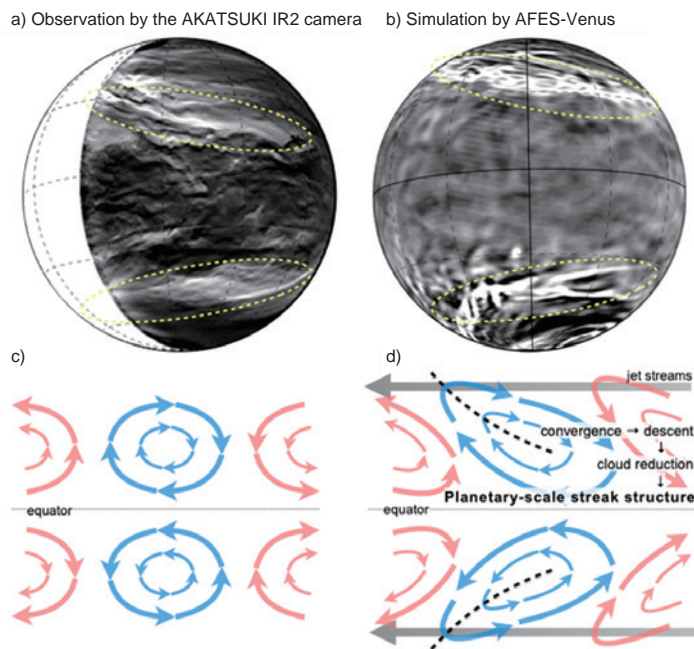 a) Observation by the AKATSUKI IR2 camera
b) Simulation by AFES-Venus
c)
d)
jet streams
convergence → descent
↓
cloud reduction
↓
Planetary-scale streak structure
equator
equator